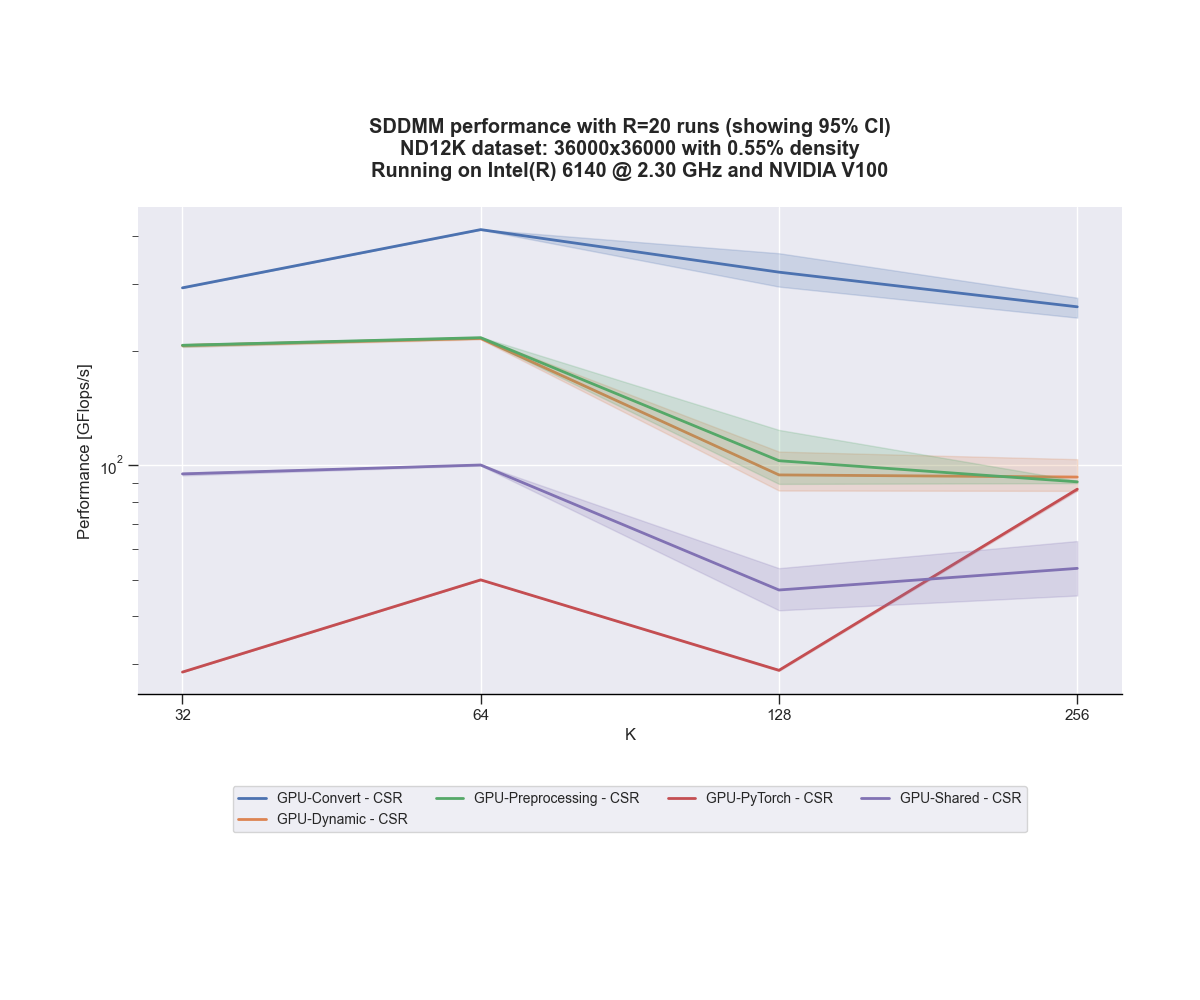 SDDMM performance with R=20 runs (showing 95% CI)
ND12K dataset: 36000x36000 with 0.55% density
Running on Intel(R) 6140 @ 2.30 GHz and NVIDIA V100
Performance [GFlops/s]
10^2
32 64 128 256
K
GPU-Convert - CSR GPU-Preprocessing - CSR GPU-PyTorch - CSR GPU-Shared - CSR
GPU-Dynamic - CSR